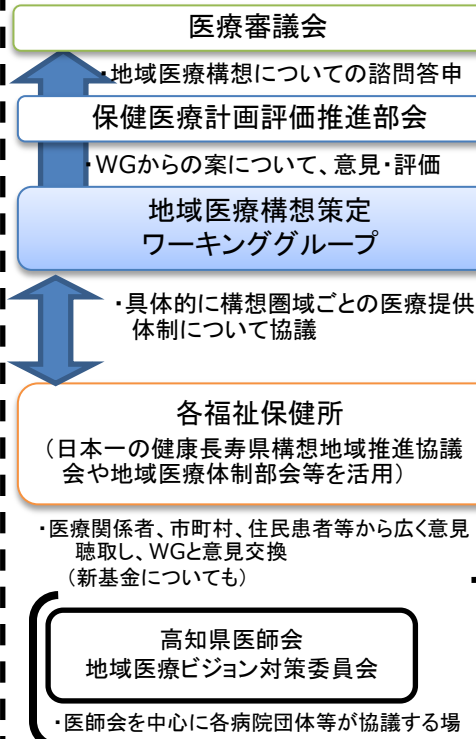 医療審議会
・地域医療構想についての諮問答申
保健医療計画評価推進部会
・WGからの案について、意見・評価
地域医療構想策定
ワーキンググループ
・具体的に構想圏域ごとの医療提供
体制について協議
各福祉保健所
（日本一の健康長寿県構想地域推進協議
会や地域医療体制部会等を活用）
・医療関係者、市町村、住民患者等から広く意見
聴取し、WGと意見交換
（新基金についても）
高知県医師会
地域医療ビジョン対策委員会
・医師会を中心に各病院団体等が協議する場